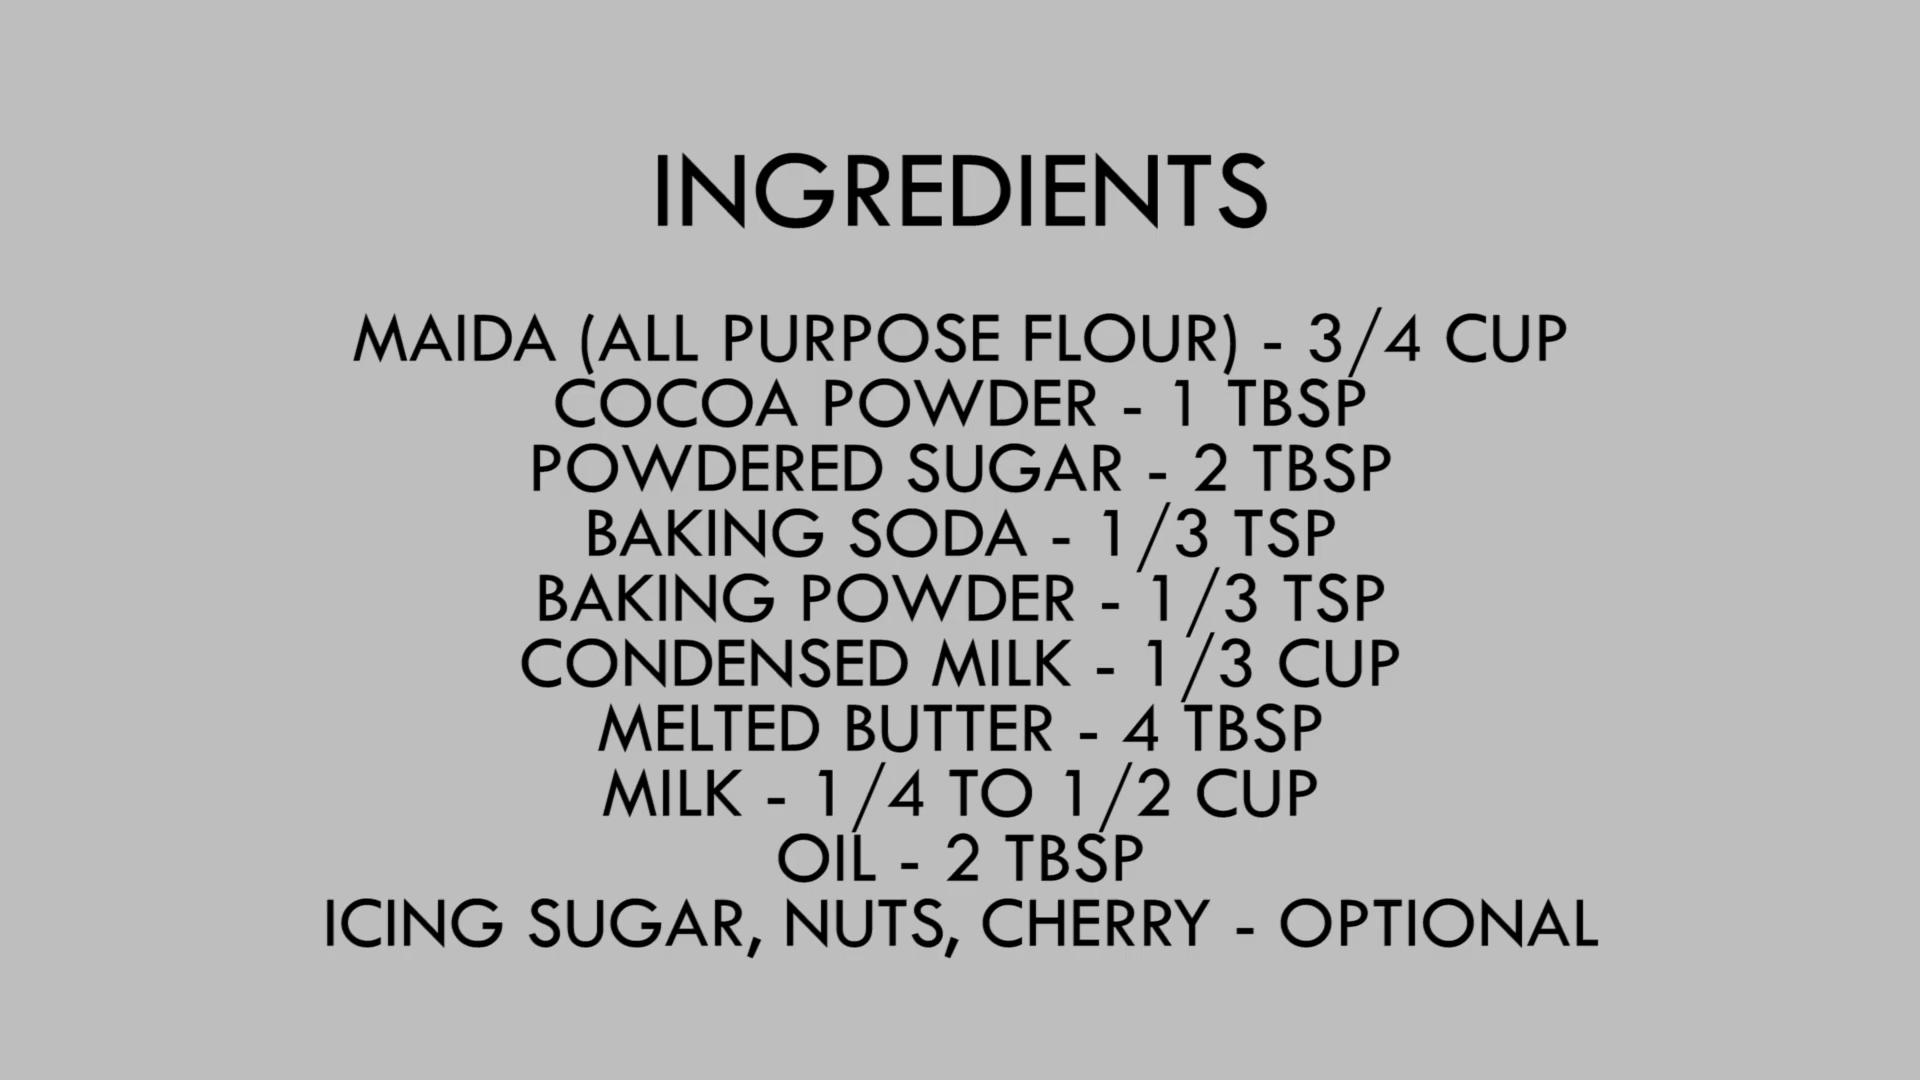 INGREDIENTS
MAIDA (ALL PURPOSE FLOUR) - 3/4 CUP
COCOA POWDER - 1 TBSP
POWDERED SUGAR - 2 TBSP
BAKING SODA - 1/3 TSP
BAKING POWDER - 1/3 TSP
CONDENSED MILK - 1/3 CUP
MELTED BUTTER - 4 TBSP
MILK - 1/4 TO 1/2 CUP
OIL - 2 TBSP
ICING SUGAR, NUTS, CHERRY - OPTIONAL